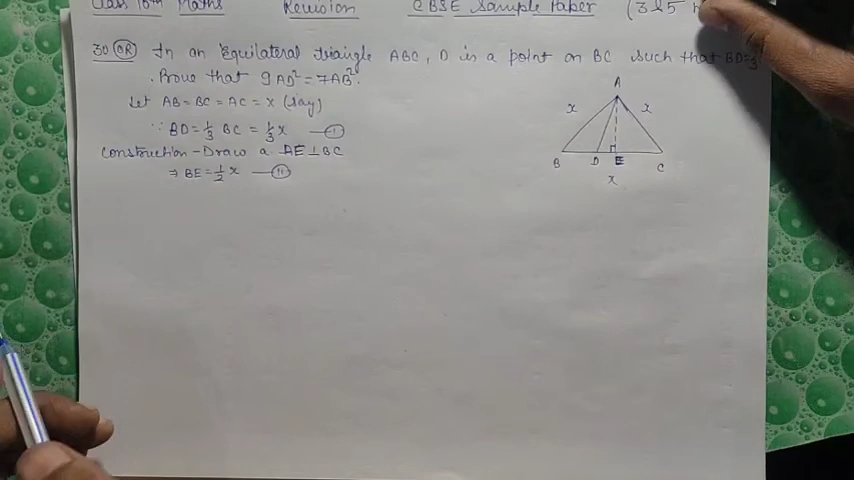 Class 10th Maths Revision CBSE Sample Paper (3&5
30 OR In an Equilateral triangle ABC, D is a point on BC such that BD=
. Prove that 9AD²=7AB².
Let AB=BC=AC=x (say)
∵ BD=1/3 BC = 1/3 x —(I)
Construction-Draw a AE⊥BC
⇒ BE=1/2 x —(II)
A
x x
B D E C
x